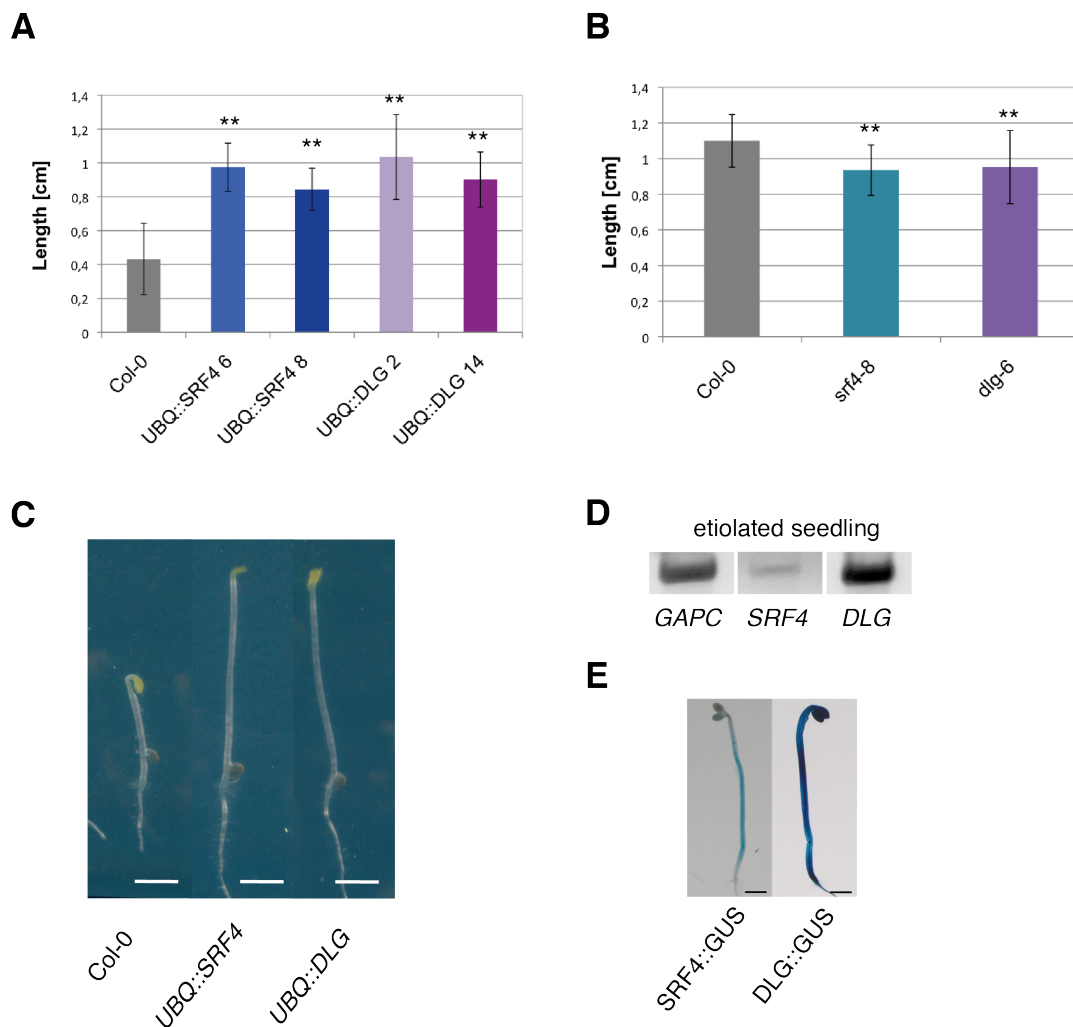 A
Length [cm]
1,4
1,2
1
0,8
0,6
0,4
0,2
0
**
**
**
**
Col-0
UBQ::SRF4 6
UBQ::SRF4 8
UBQ::DLG 2
UBQ::DLG 14
B
Length [cm]
1,4
1,2
1
0,8
0,6
0,4
0,2
0
**
**
Col-0
srf4-8
dlg-6
C
Col-0
UBQ::SRF4
UBQ::DLG
D
etiolated seedling
GAPC SRF4 DLG
E
SRF4::GUS
DLG::GUS